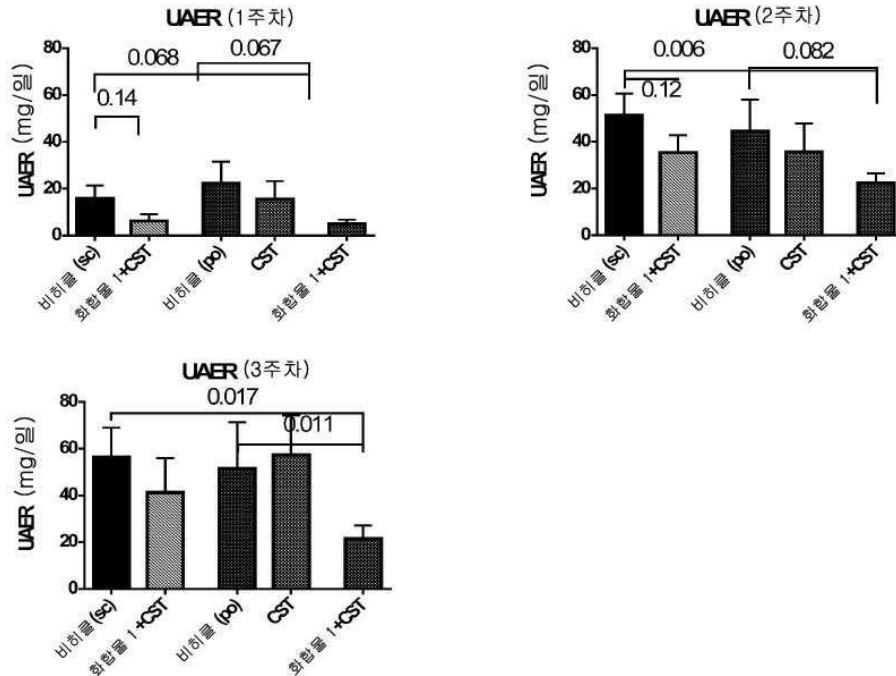 UAER (1주차)
UAER (mg/일)
80
60
40
20
0
0.068
0.067
0.14
비히클 (sc)
화합물 1+CST
비히클 (po)
CST
화합물 1+CST
UAER (2주차)
UAER (mg/일)
80
60
40
20
0
0.006
0.082
0.12
비히클 (sc)
화합물 1+CST
비히클 (po)
CST
화합물 1+CST
UAER (3주차)
UAER (mg/일)
80
60
40
20
0
0.017
0.011
비히클(sc)
화합물 1+CST
비히클 (po)
CST
화합물 1+CST